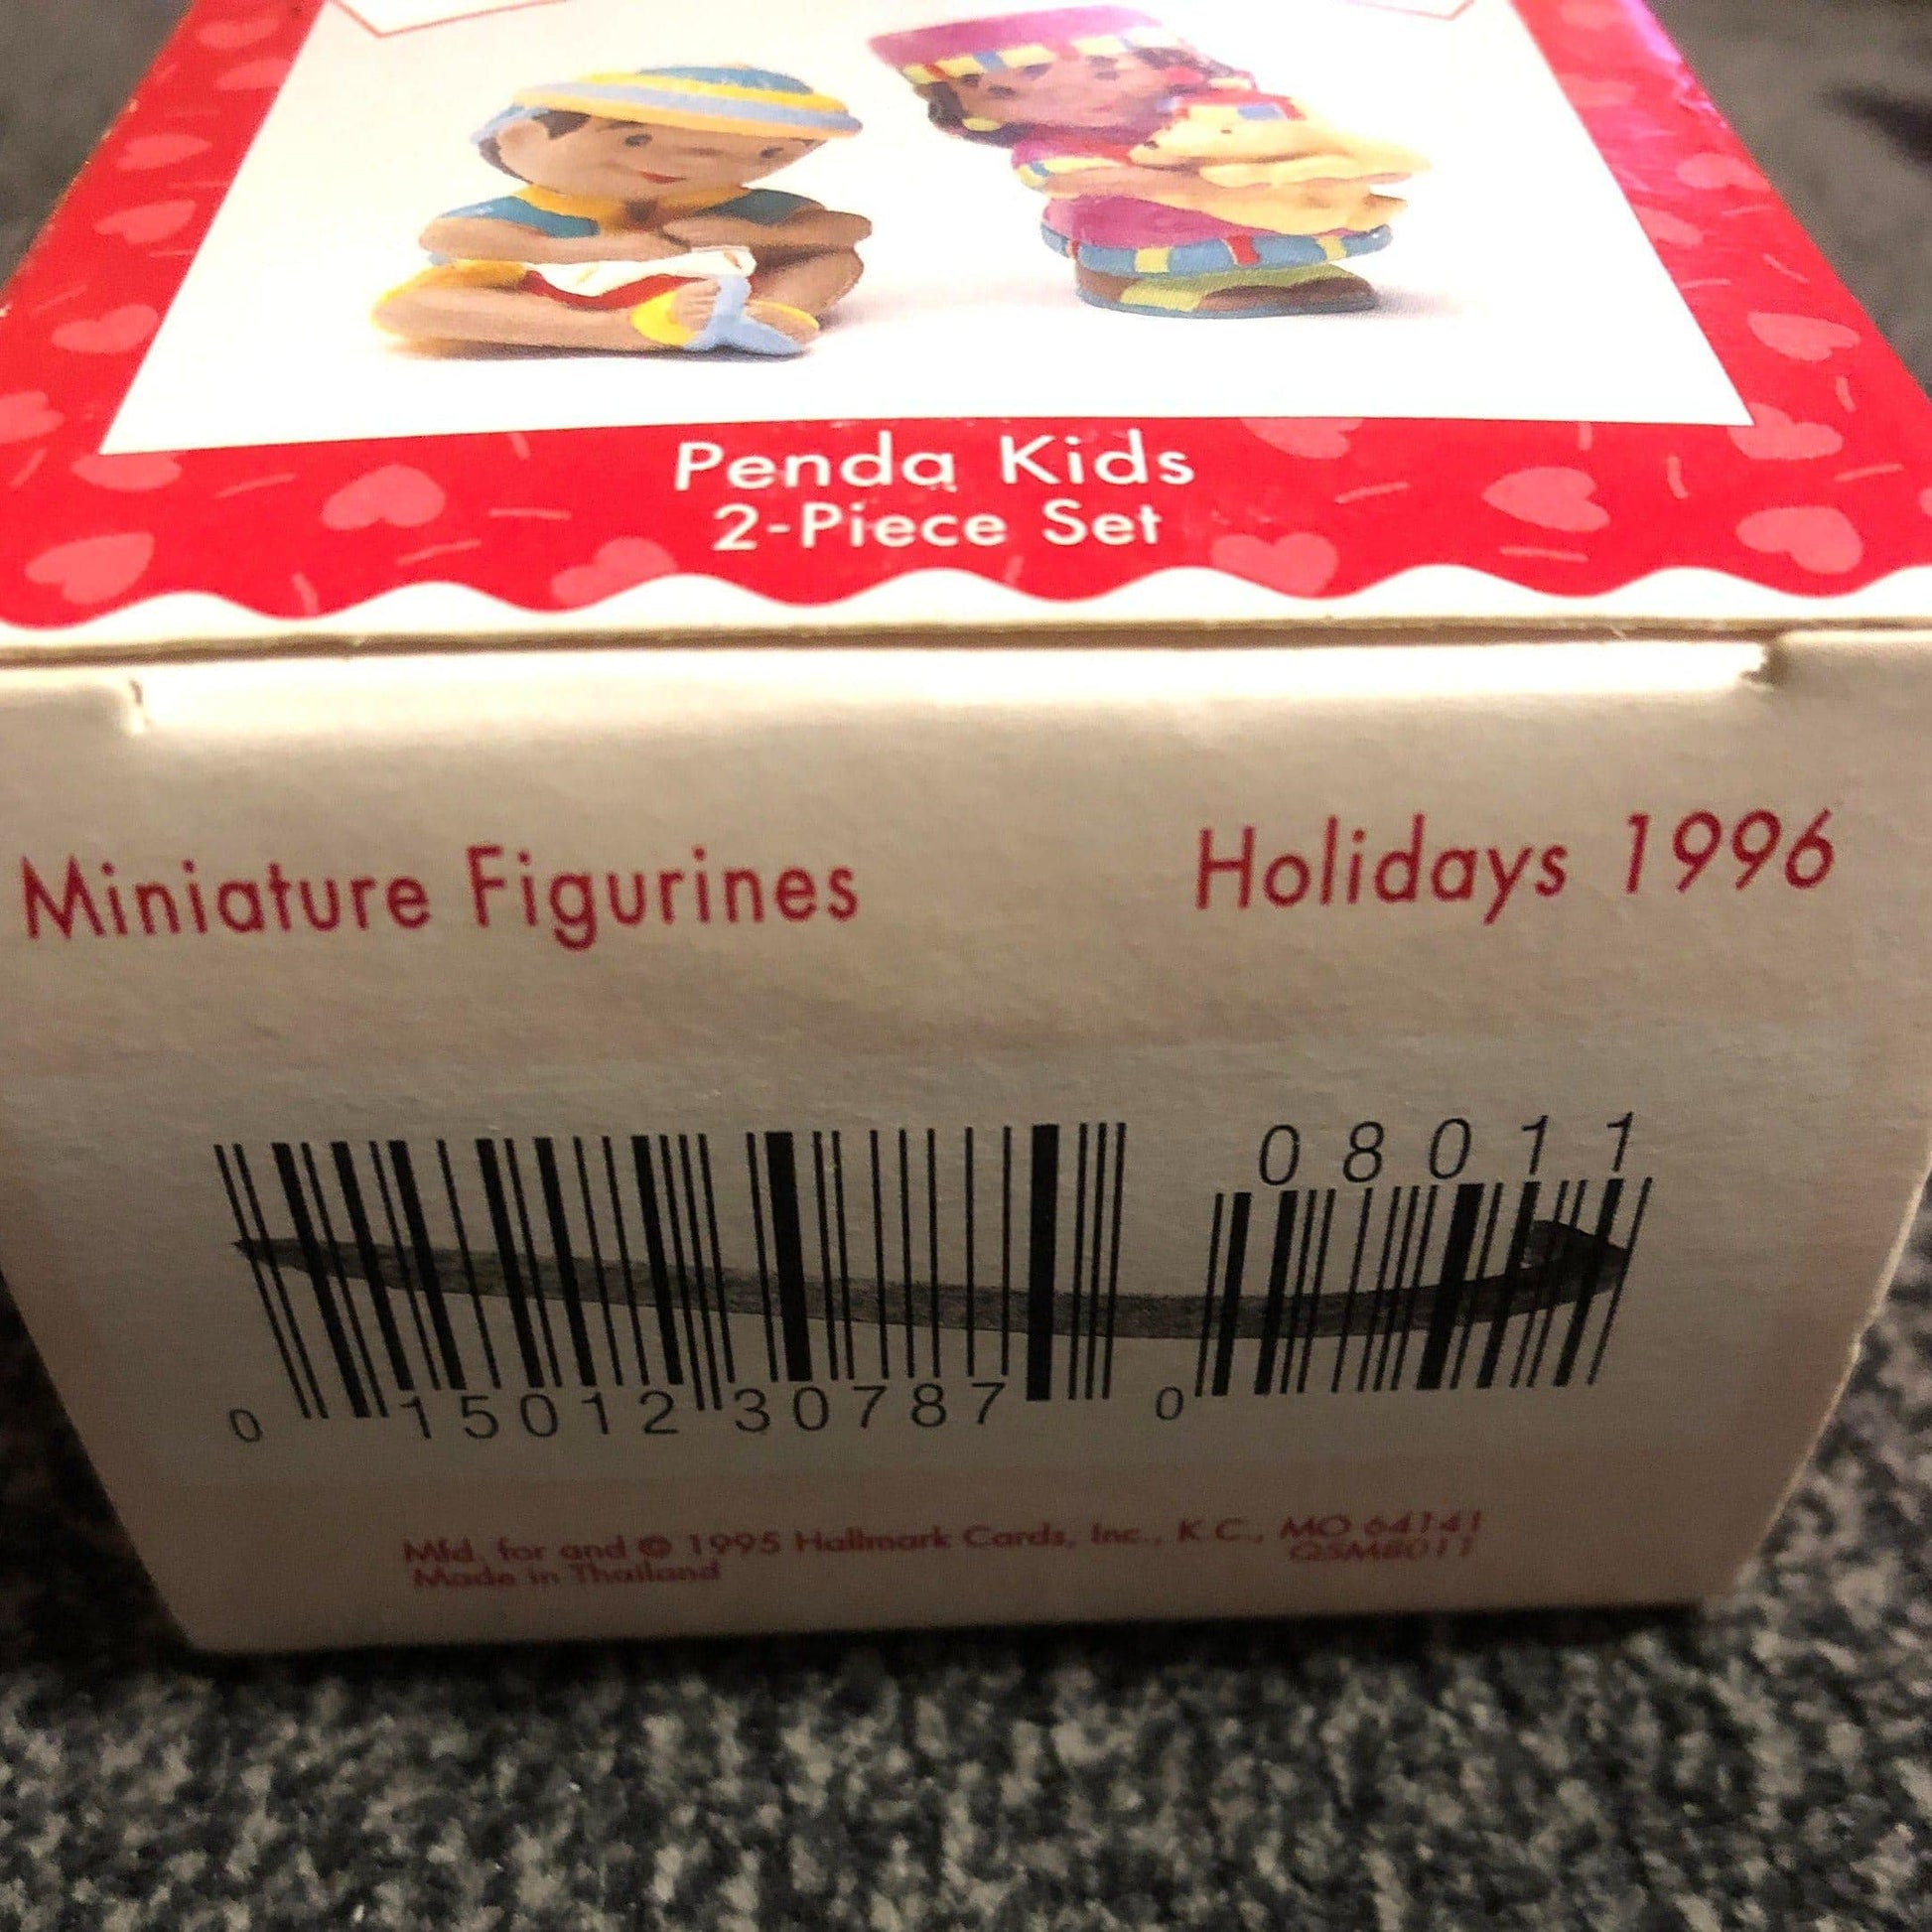 Penda Kids
2-Piece Set
Miniature Figurines Holidays 1996
08011
0 15012 30787 0
Mfd. for and © 1995 Hallmark Cards, Inc., K.C., MO 64141
Made in Thailand QSM8011